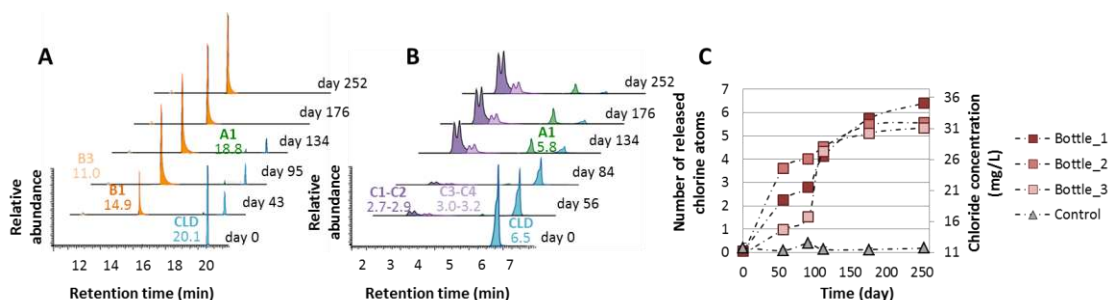 A
B
C
day 252
day 176
day 134
day 95
day 43
day 0
A1
18.8
B3
11.0
B1
14.9
CLD
20.1
Relative
abundance
12 14 16 18 20
Retention time (min)
day 252
day 176
day 134
day 84
day 56
day 0
A1
5.8
C1-C2
2.7-2.9
C3-C4
3.0-3.2
CLD
6.5
Relative
abundance
2 3 4 5 6 7
Retention time (min)
Number of released
chlorine atoms
7
6
5
4
3
2
1
0
36
31
26
21
16
11
Chloride concentration
(mg/L)
0 50 100 150 200 250
Time (day)
Bottle_1
Bottle_2
Bottle_3
Control